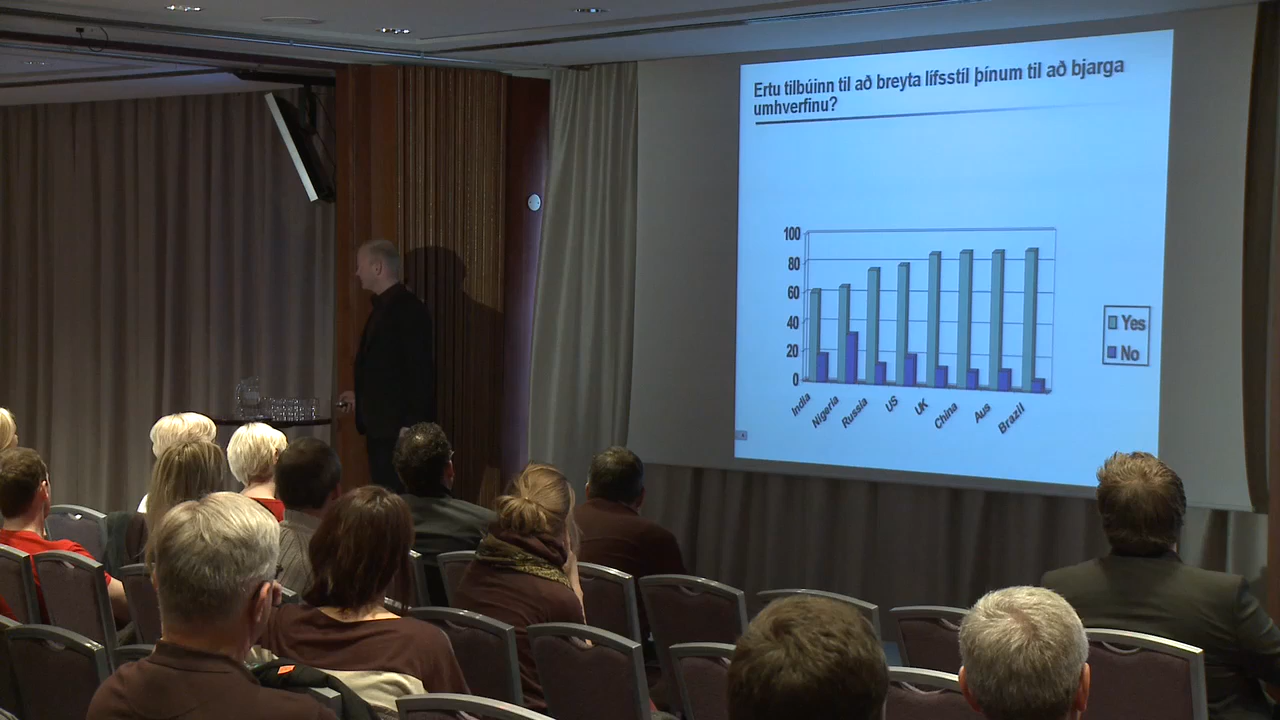 Ertu tilbúinn til að breyta lífsstíl þínum til að bjarga
umhverfinu?
100
80
60
40
20
0
India
Nigeria
Russia
US
UK
China
Aus
Brazil
Yes
No